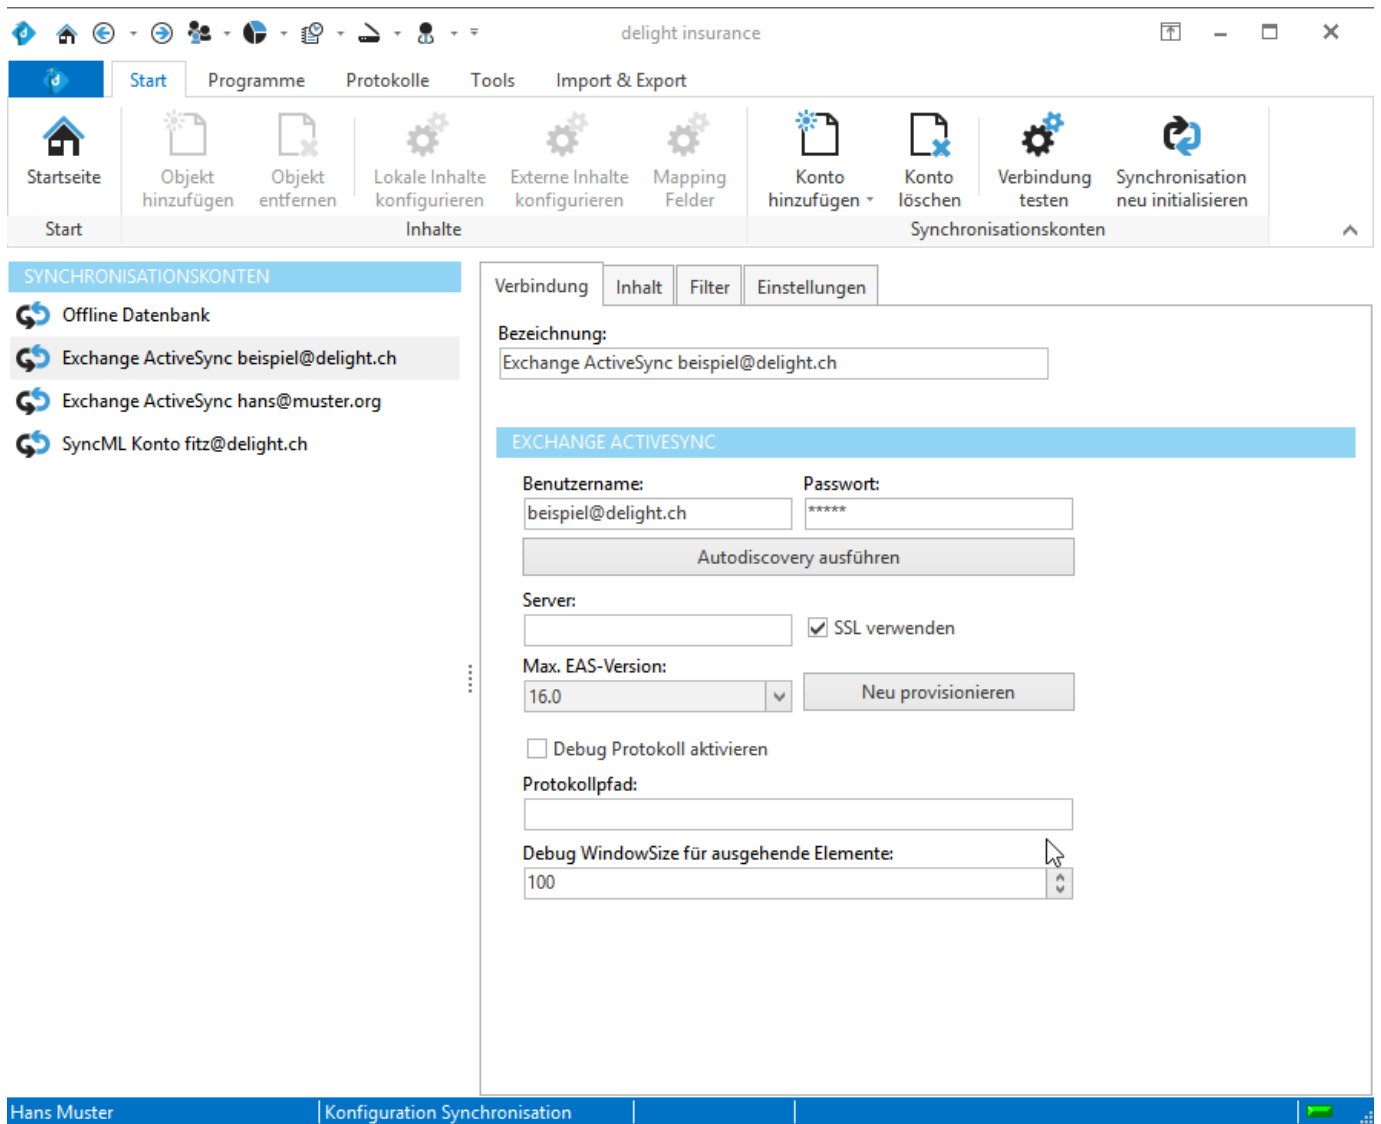 delight insurance
Start Programme Protokolle Tools Import & Export
Startseite
Objekt
hinzufügen
Objekt
entfernen
Lokale Inhalte
konfigurieren
Externe Inhalte
konfigurieren
Mapping
Felder
Konto
hinzufügen
Konto
löschen
Verbindung
testen
Synchronisation
neu initialisieren
Start Inhalte Synchronisationskonten
SYNCHRONISATIONSKONTEN
Offline Datenbank
Exchange ActiveSync beispiel@delight.ch
Exchange ActiveSync hans@muster.org
SyncML Konto fitz@delight.ch
Verbindung Inhalt Filter Einstellungen
Bezeichnung:
Exchange ActiveSync beispiel@delight.ch
EXCHANGE ACTIVESYNC
Benutzername: Passwort:
beispiel@delight.ch *****
Autodiscovery ausführen
Server:
SSL verwenden
Max. EAS-Version:
16.0 Neu provisionieren
Debug Protokoll aktivieren
Protokollpfad:
Debug WindowSize für ausgehende Elemente:
100
Hans Muster Konfiguration Synchronisation